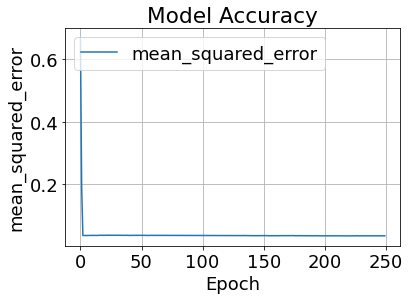 Model Accuracy
mean_squared_error
mean_squared_error
0.6
0.4
0.2
0 50 100 150 200 250
Epoch